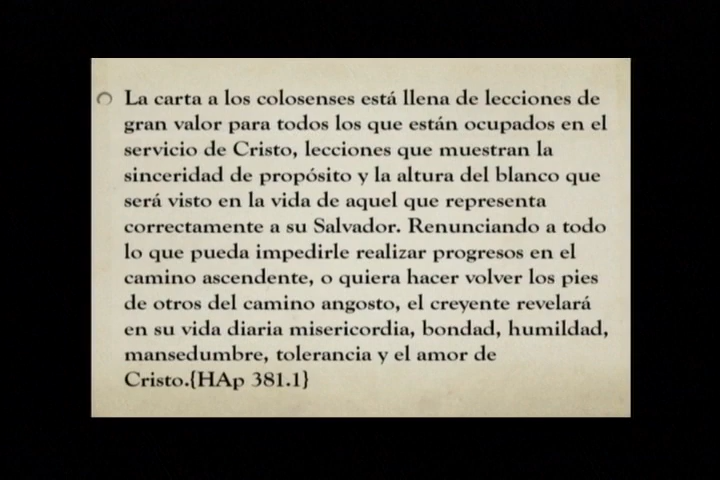 La carta a los colosenses está llena de lecciones de
gran valor para todos los que están ocupados en el
servicio de Cristo, lecciones que muestran la
sinceridad de propósito y la altura del blanco que
será visto en la vida de aquel que representa
correctamente a su Salvador. Renunciando a todo
lo que pueda impedirle realizar progresos en el
camino ascendente, o quiera hacer volver los pies
de otros del camino angosto, el creyente revelará
en su vida diaria misericordia, bondad, humildad,
mansedumbre, tolerancia y el amor de
Cristo.{HAp 381.1}